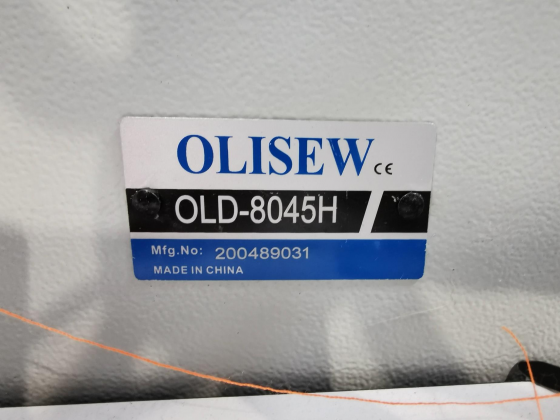 OLISEW CE
OLD-8045H
Mfg.No: 200489031
MADE IN CHINA